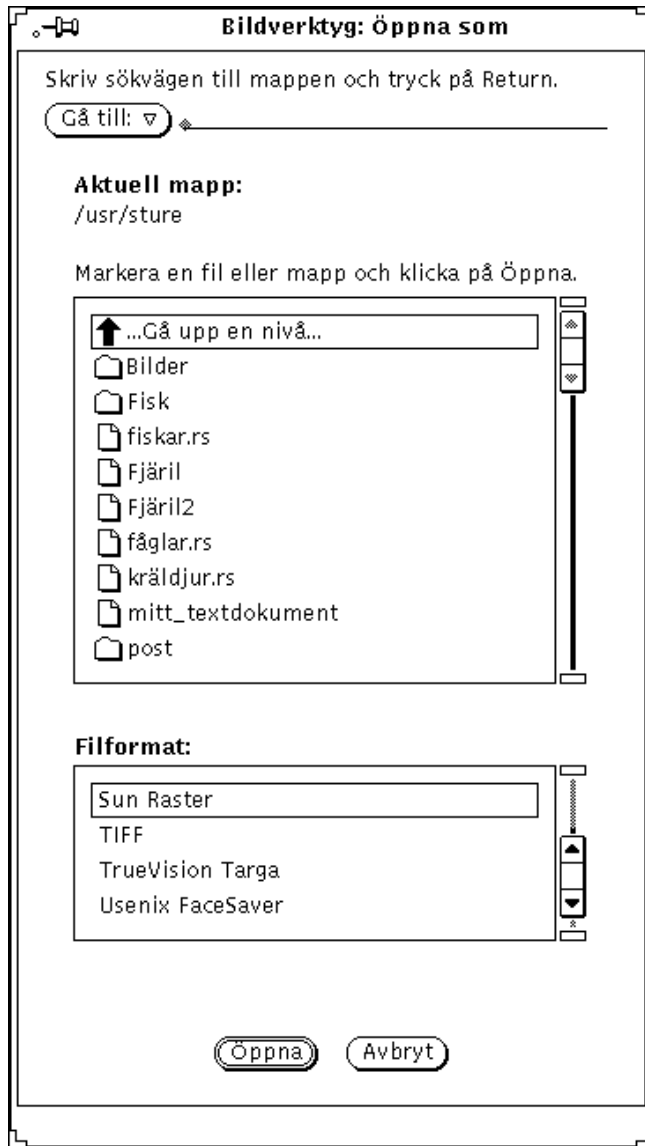 Bildverktyg: Öppna som
Skriv sökvägen till mappen och tryck på Return.
Gå till:
Aktuell mapp:
/usr/sture
Markera en fil eller mapp och klicka på Öppna.
...Gå upp en nivå...
Bilder
Fisk
fiskar.rs
Fjäril
Fjäril2
fåglar.rs
kräldjur.rs
mitt_textdokument
post
Filformat:
Sun Raster
TIFF
TrueVision Targa
Usenix FaceSaver
Öppna Avbryt